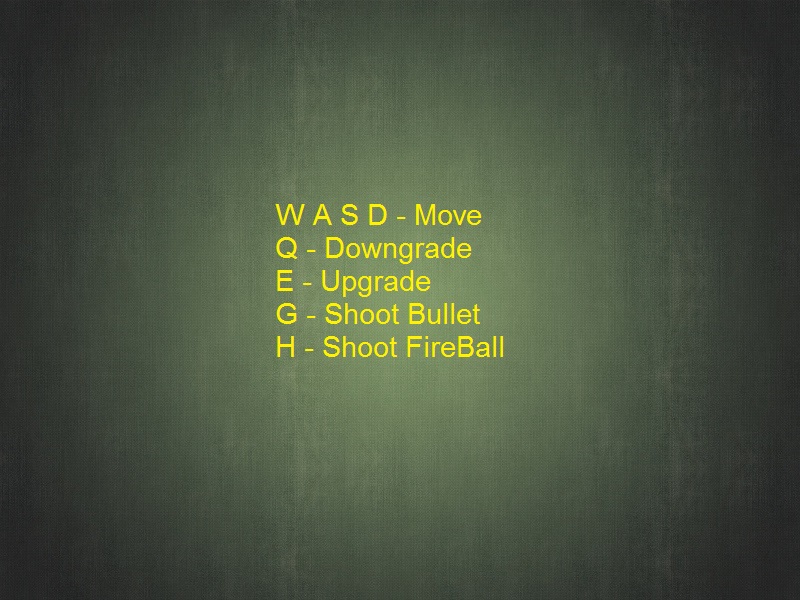 W A S D - Move
Q - Downgrade
E - Upgrade
G - Shoot Bullet
H - Shoot FireBall